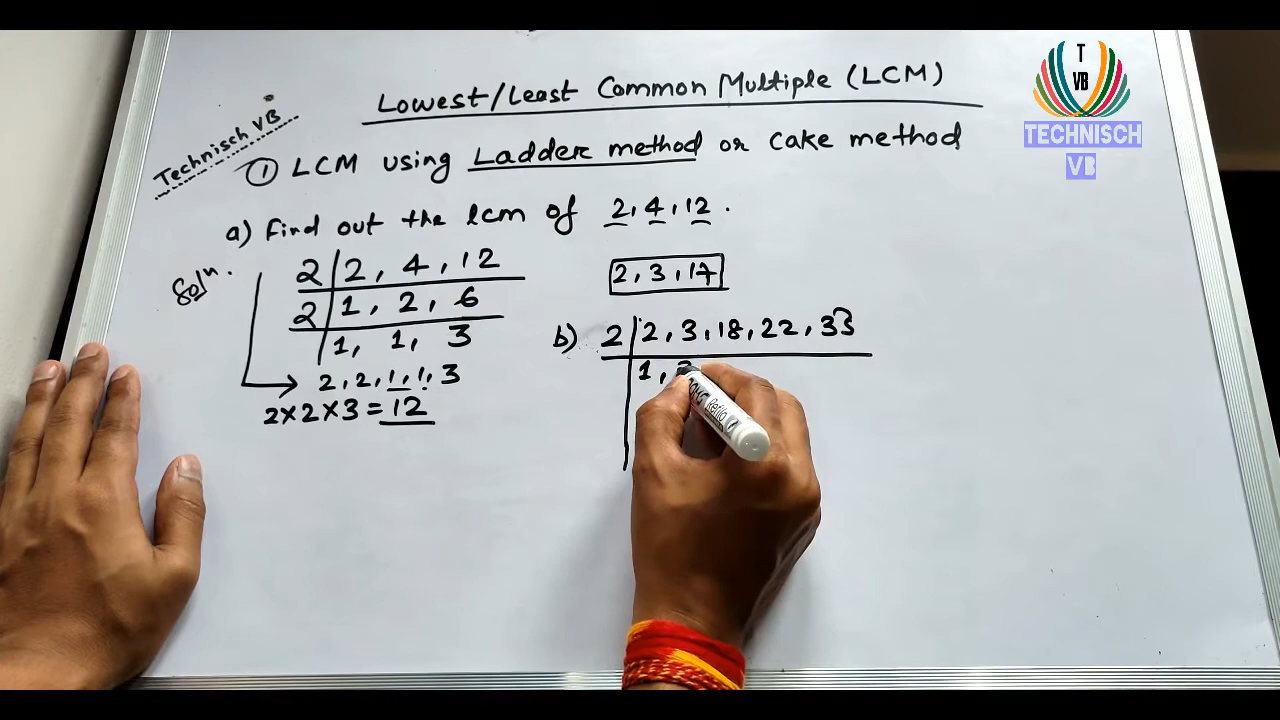 Lowest/Least Common Multiple (LCM)
Technisch VB
① LCM using Ladder method or cake method
a) Find out the lcm of 2, 4, 12.
Solⁿ.
2 | 2, 4, 12
2 | 1, 2, 6
1, 1, 3
2, 2, 1, 1, 3
2×2×3=12
2, 3, 17
b) 2 | 2, 3, 18, 22, 33
1,
T
VB
TECHNISCH
VB